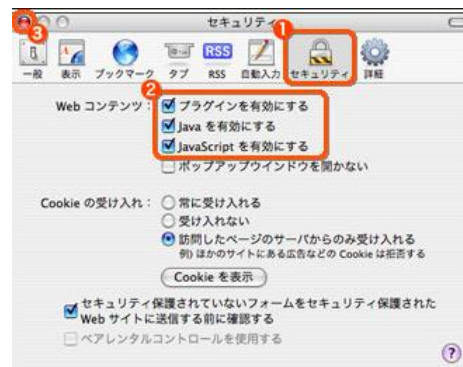 セキュリティ
1
3
RSS
一般 表示 ブックマーク タブ RSS 自動入力 セキュリティ 詳細
2
Web コンテンツ： プラグインを有効にする
Java を有効にする
JavaScript を有効にする
ポップアップウインドウを開かない
Cookie の受け入れ： 常に受け入れる
受け入れない
訪問したページのサーバからのみ受け入れる
例) ほかのサイトにある広告などの Cookie は拒否する
Cookie を表示
セキュリティ保護されていないフォームをセキュリティ保護された
Web サイトに送信する前に確認する
ペアレンタルコントロールを使用する
?